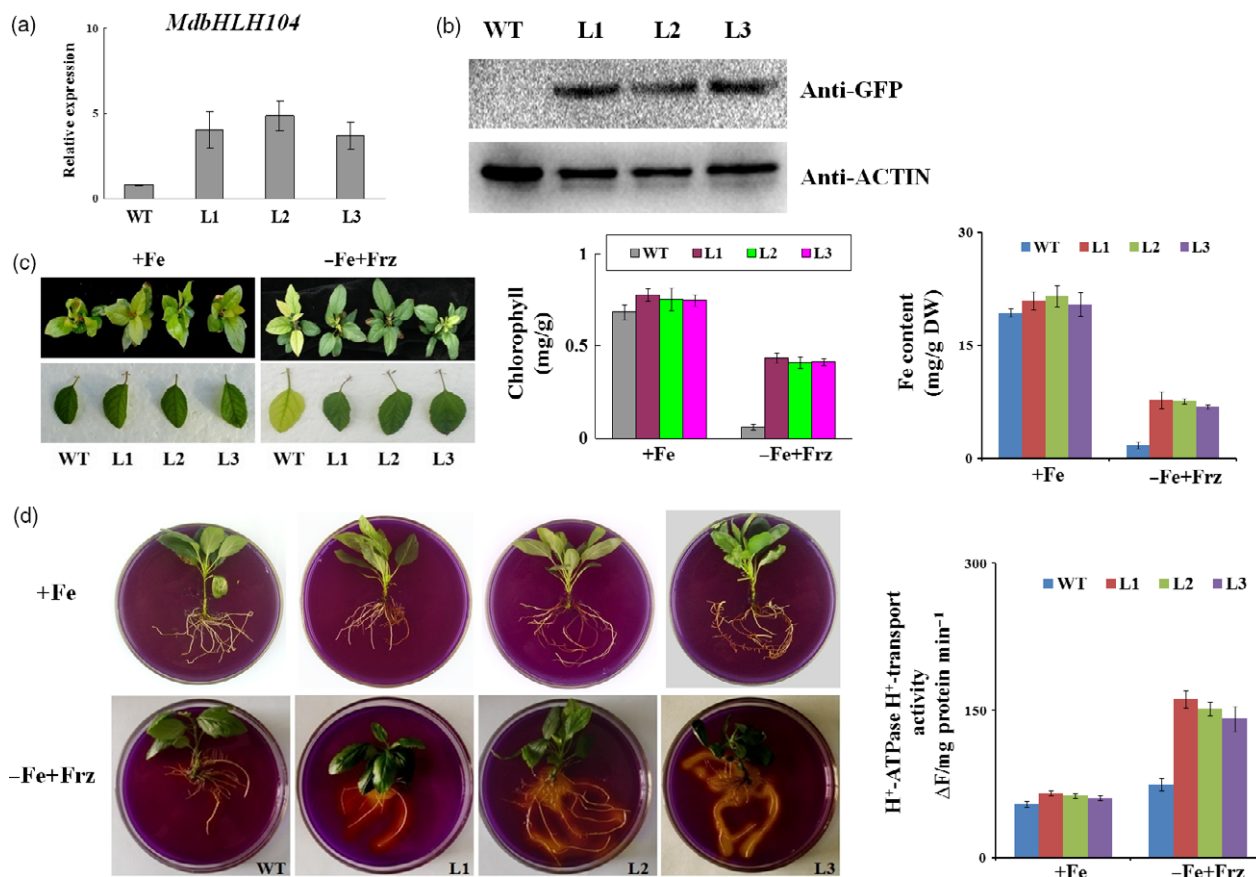 (a)
MdbHLH104
Relative expression
10
5
0
WT L1 L2 L3
(b)
WT L1 L2 L3
Anti-GFP
Anti-ACTIN
(c)
+Fe –Fe+Frz
WT L1 L2 L3 WT L1 L2 L3
Chlorophyll
(mg/g)
WT L1 L2 L3
1
0.5
0
+Fe –Fe+Frz
Fe content
(mg/g DW)
30
WT L1 L2 L3
15
0
+Fe –Fe+Frz
(d)
+Fe
–Fe+Frz
WT L1 L2 L3
H⁺-ATPase H⁺-transport
activity
ΔF/mg protein min⁻¹
300
WT L1 L2 L3
150
0
+Fe –Fe+Frz